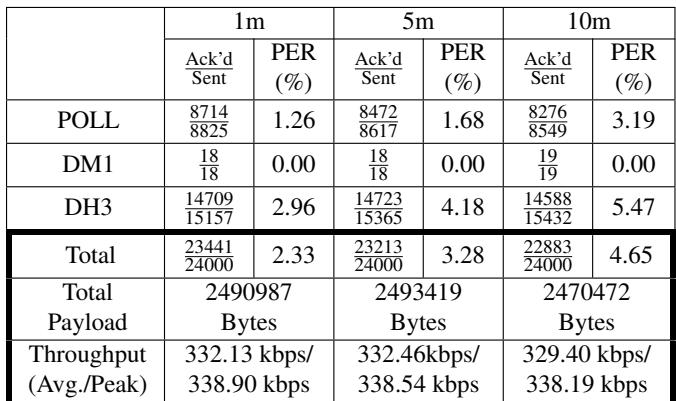 1m 5m 10m
Ack'd/Sent PER (%) Ack'd/Sent PER (%) Ack'd/Sent PER (%)
POLL 8714/8825 1.26 8472/8617 1.68 8276/8549 3.19
DM1 18/18 0.00 18/18 0.00 19/19 0.00
DH3 14709/15157 2.96 14723/15365 4.18 14588/15432 5.47
Total 23441/24000 2.33 23213/24000 3.28 22883/24000 4.65
Total 2490987 2493419 2470472
Payload Bytes Bytes Bytes
Throughput 332.13 kbps/ 332.46kbps/ 329.40 kbps/
(Avg./Peak) 338.90 kbps 338.54 kbps 338.19 kbps